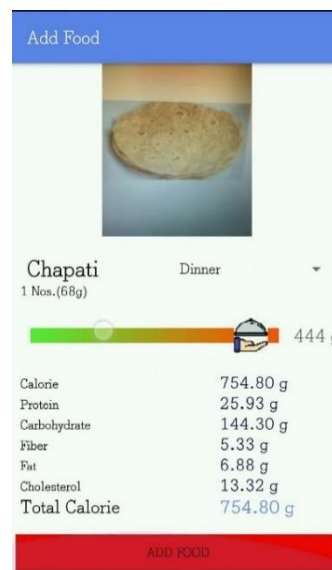 Add Food
Chapati Dinner
1 Nos.(68g)
444 g
Calorie 754.80 g
Protein 25.93 g
Carbohydrate 144.30 g
Fiber 5.33 g
Fat 6.88 g
Cholesterol 13.32 g
Total Calorie 754.80 g
ADD FOOD